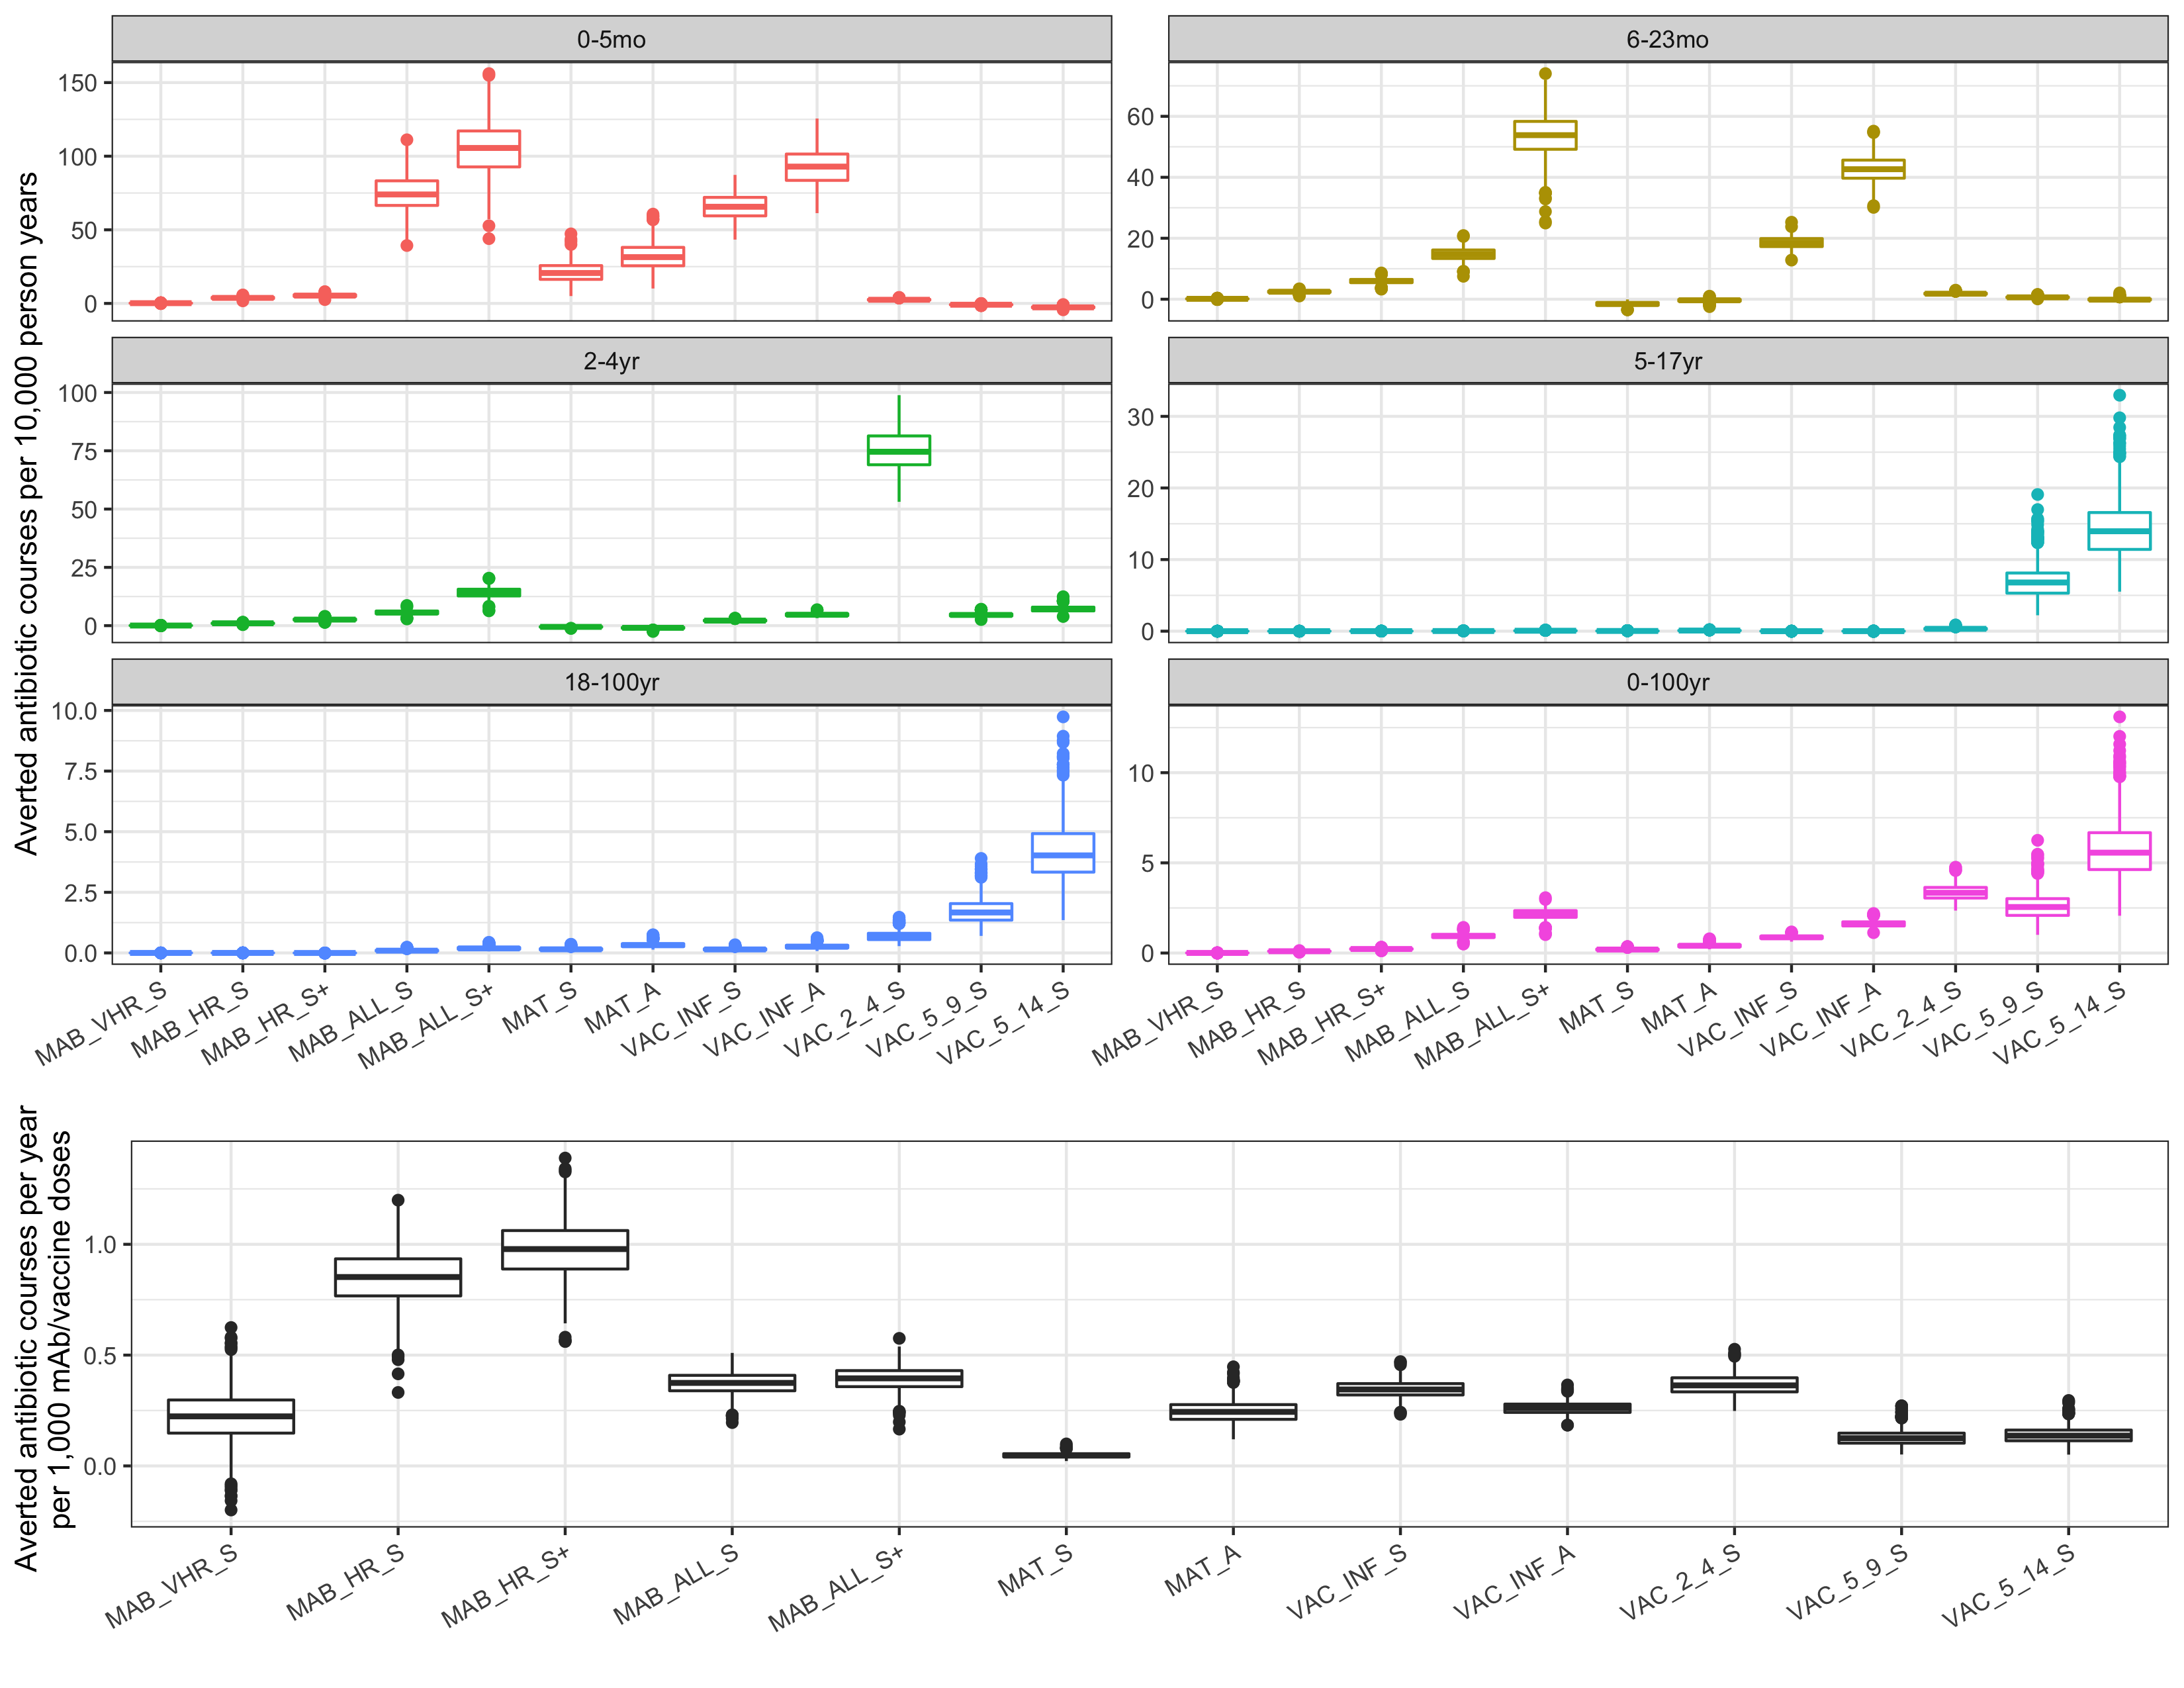 0-5mo
6-23mo
150
100
50
0
60
40
20
0
2-4yr
5-17yr
100
75
50
25
0
30
20
10
0
18-100yr
0-100yr
10.0
7.5
5.0
2.5
0.0
10
5
0
Averted antibiotic courses per 10,000 person years
MAB_VHR_S
MAB_HR_S
MAB_HR_S+
MAB_ALL_S
MAB_ALL_S+
MAT_S
MAT_A
VAC_INF_S
VAC_INF_A
VAC_2_4_S
VAC_5_9_S
VAC_5_14_S
MAB_VHR_S
MAB_HR_S
MAB_HR_S+
MAB_ALL_S
MAB_ALL_S+
MAT_S
MAT_A
VAC_INF_S
VAC_INF_A
VAC_2_4_S
VAC_5_9_S
VAC_5_14_S
Averted antibiotic courses per year
per 1,000 mAb/vaccine doses
1.0
0.5
0.0
MAB_VHR_S
MAB_HR_S
MAB_HR_S+
MAB_ALL_S
MAB_ALL_S+
MAT_S
MAT_A
VAC_INF_S
VAC_INF_A
VAC_2_4_S
VAC_5_9_S
VAC_5_14_S